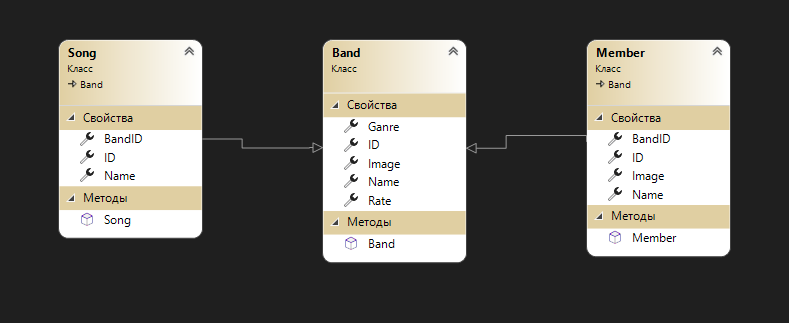 Song
Класс
Band
Свойства
BandID
ID
Name
Методы
Song
Band
Класс
Свойства
Ganre
ID
Image
Name
Rate
Методы
Band
Member
Класс
Band
Свойства
BandID
ID
Image
Name
Методы
Member